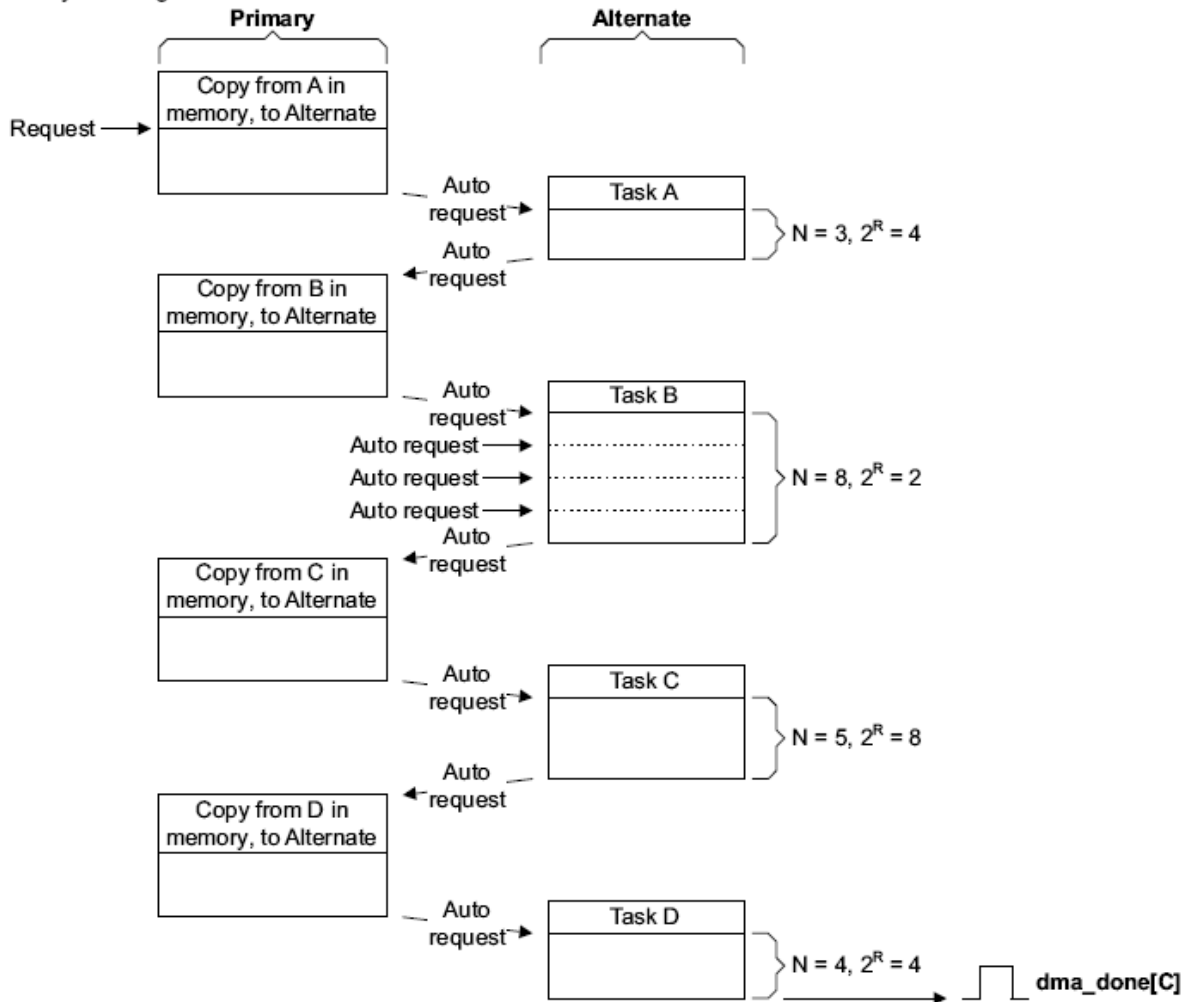 Primary
Alternate
Copy from A in
memory, to Alternate
Request
Auto
request
Task A
N = 3, 2^R = 4
Auto
request
Copy from B in
memory, to Alternate
Auto
request
Task B
Auto request
Auto request
Auto request
N = 8, 2^R = 2
Auto
request
Copy from C in
memory, to Alternate
Auto
request
Task C
N = 5, 2^R = 8
Auto
request
Copy from D in
memory, to Alternate
Auto
request
Task D
N = 4, 2^R = 4
dma_done[C]